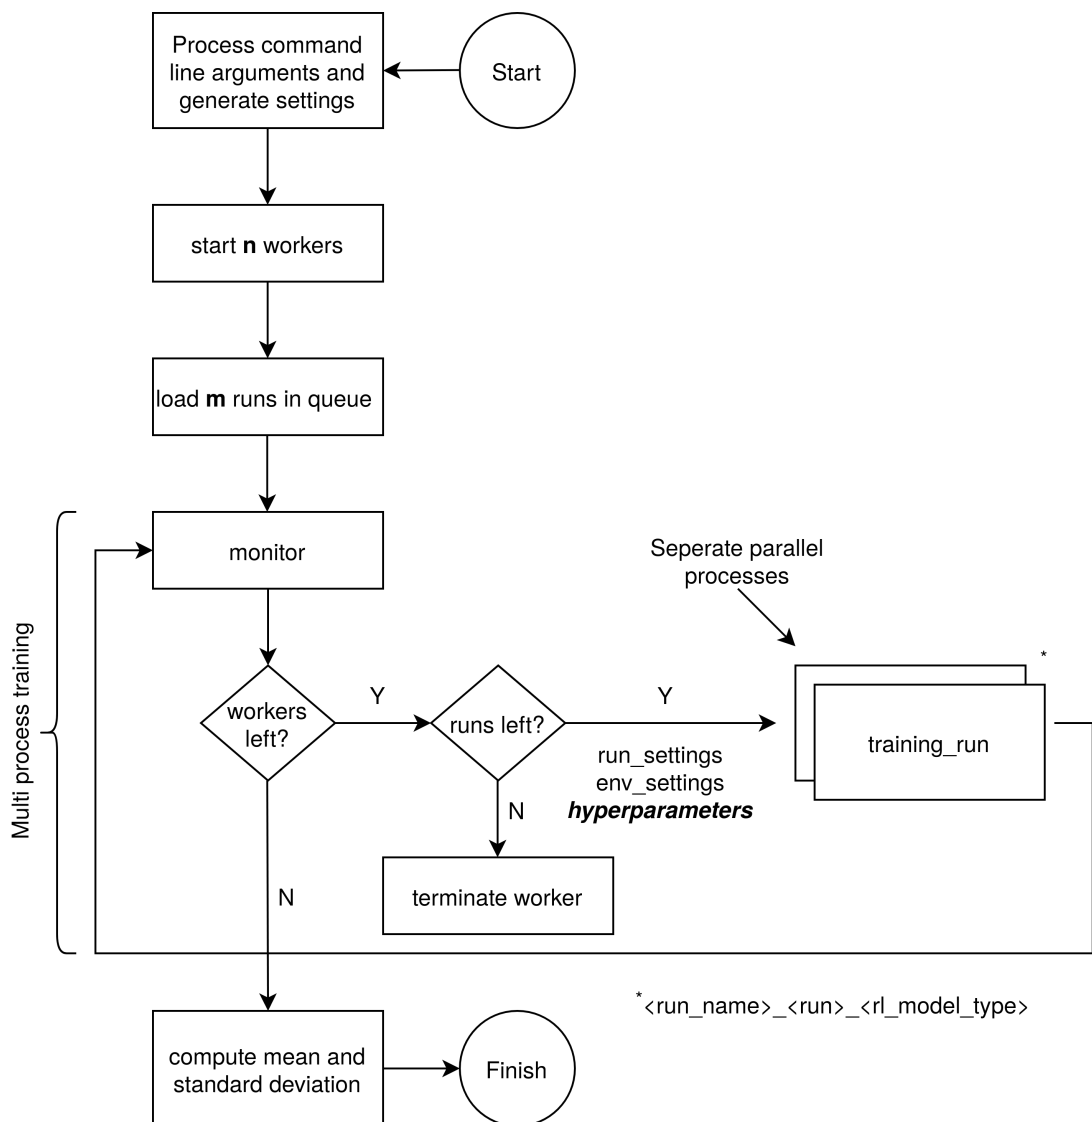 Process command
line arguments and
generate settings
Start
start n workers
load m runs in queue
monitor
Seperate parallel
processes
Multi process training
workers
left?
Y
runs left?
Y
run_settings
env_settings
hyperparameters
*
training_run
N
terminate worker
N
*<run_name>_<run>_<rl_model_type>
compute mean and
standard deviation
Finish